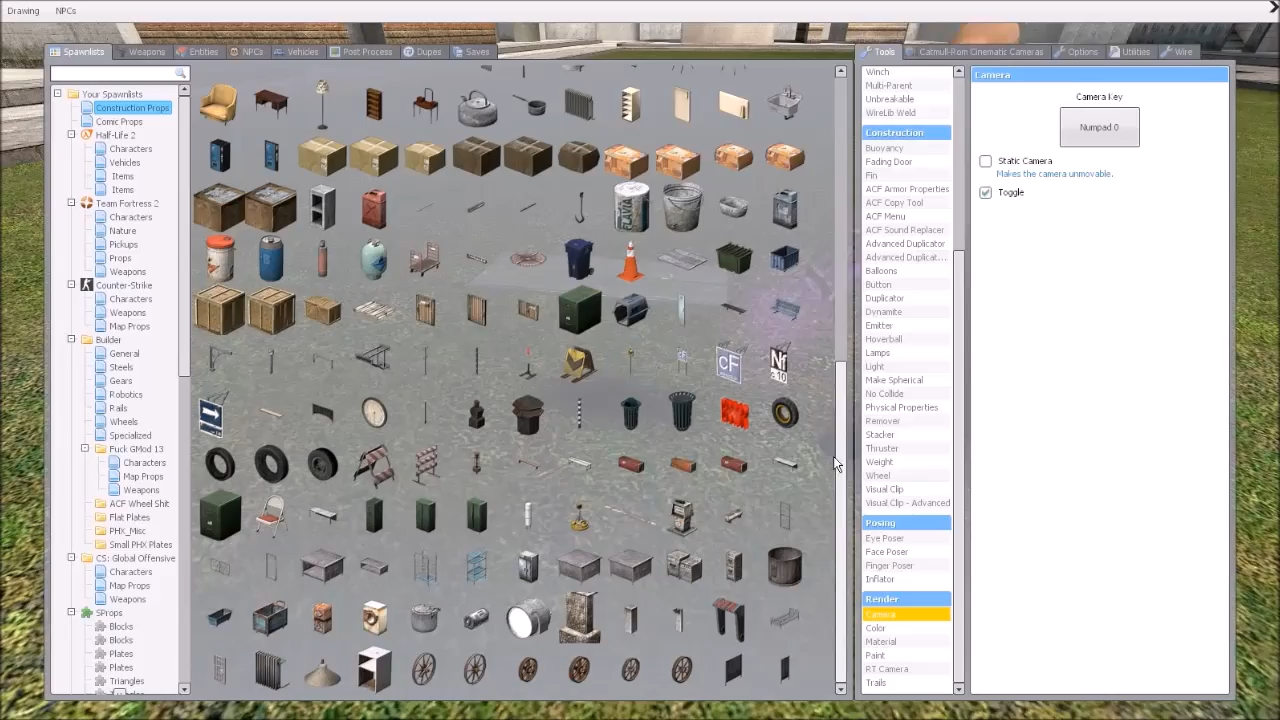 Drawing NPCs
Spawnlists Weapons Entities NPCs Vehicles Post Process Dupes Saves
Tools Catmull-Rom Cinematic Cameras Options Utilities Wire
Your Spawnlists
Construction Props
Comic Props
Half-Life 2
Characters
Vehicles
Items
Items
Team Fortress 2
Characters
Nature
Pickups
Props
Weapons
Counter-Strike
Characters
Weapons
Map Props
Builder
General
Steels
Gears
Robotics
Rails
Wheels
Specialized
Fuck GMod 13
Characters
Map Props
Weapons
ACF Wheel Shit
Flat Plates
PHX_Misc
Small PHX Plates
CS: Global Offensive
Characters
Map Props
Weapons
SProps
Blocks
Blocks
Plates
Plates
Triangles
FLAVIA
cF
Winch
Multi-Parent
Unbreakable
WireLib Weld
Construction
Buoyancy
Fading Door
Fin
ACF Armor Properties
ACF Copy Tool
ACF Menu
ACF Sound Replacer
Advanced Duplicator
Advanced Duplicat...
Balloons
Button
Duplicator
Dynamite
Emitter
Hoverball
Lamps
Light
Make Spherical
No Collide
Physical Properties
Remover
Stacker
Thruster
Weight
Wheel
Visual Clip
Visual Clip - Advanced
Posing
Eye Poser
Face Poser
Finger Poser
Inflator
Render
Camera
Color
Material
Paint
RT Camera
Trails
Camera
Camera Key
Numpad 0
Static Camera
Makes the camera unmovable.
Toggle